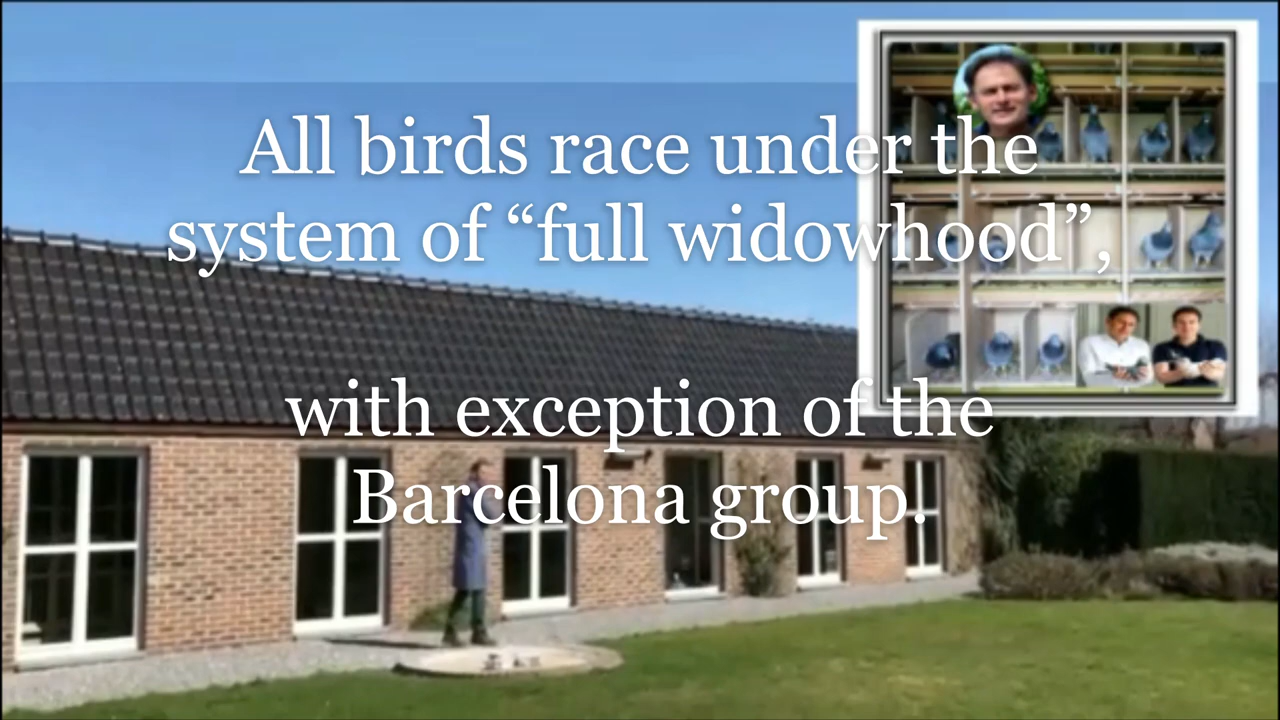 All birds race under the
system of “full widowhood”,
with exception of the
Barcelona group.